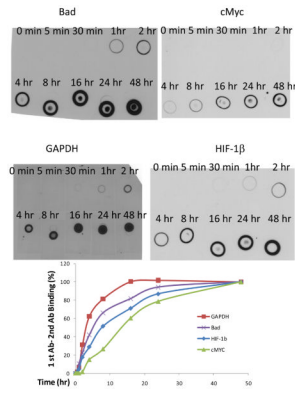 Bad
0 min 5 min 30 min 1hr 2 hr
4 hr 8 hr 16 hr 24 hr 48 hr
cMyc
0 min 5 min 30 min 1hr 2 hr
4 hr 8 hr 16 hr 24 hr 48 hr
GAPDH
0 min 5 min 30 min 1hr 2 hr
4 hr 8 hr 16 hr 24 hr 48 hr
HIF-1β
0 min 5 min 30 min 1hr 2 hr
4 hr 8 hr 16 hr 24 hr 48 hr
1 st Ab- 2nd Ab Binding (%)
120
100
80
60
40
20
0
GAPDH
Bad
HIF-1b
cMYC
Time (hr) 0 10 20 30 40 50